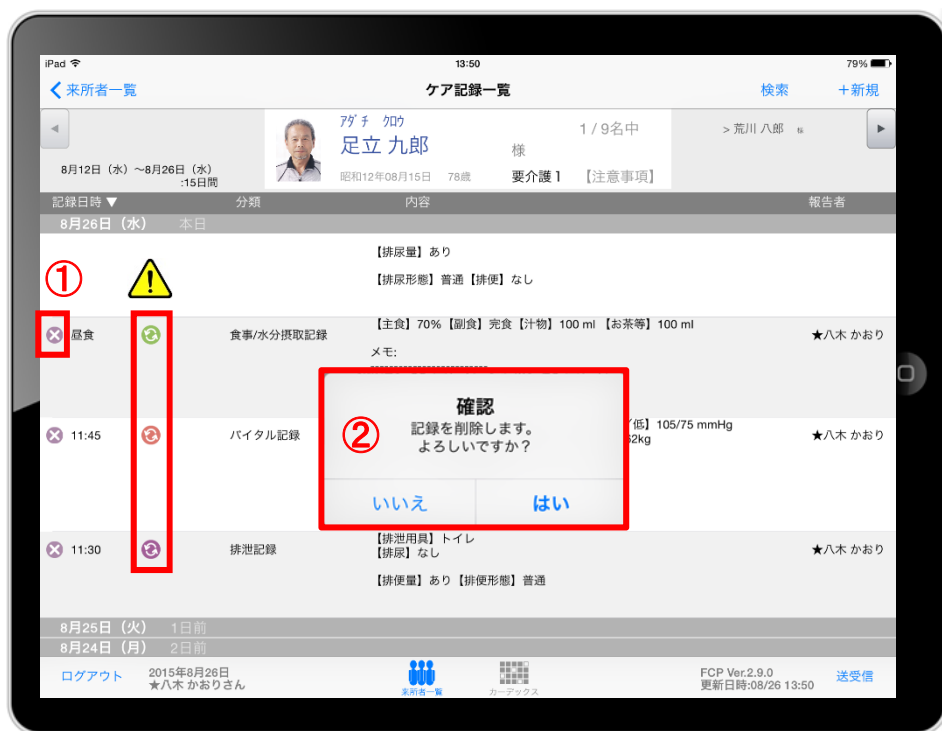 iPad 13:50 79%
来所者一覧 ケア記録一覧 検索 +新規
アダチ クロウ
足立 九郎 様 1 / 9名中
> 荒川 八郎
8月12日（水）～8月26日（水）
:15日間
昭和12年08月15日 78歳 要介護 1 【注意事項】
記録日時 ▼ 分類 内容 報告者
8月26日（水） 本日
【排尿量】あり
① 【排尿形態】普通【排便】なし
昼食 食事/水分摂取記録 【主食】70%【副食】完食【汁物】100 ml 【お茶等】100 ml ★八木 かおり
メモ:
確認
② 記録を削除します。
よろしいですか？
いいえ はい
11:45 バイタル記録 低】105/75 mmHg ★八木 かおり
2kg
11:30 排泄記録 【排泄用具】トイレ ★八木 かおり
【排尿】なし
【排便量】あり【排便形態】普通
8月25日（火） 1日前
8月24日（月） 2日前
ログアウト 2015年8月26日
★八木 かおりさん
来所者一覧 カーデックス
FCP Ver.2.9.0
更新日時:08/26 13:50 送受信